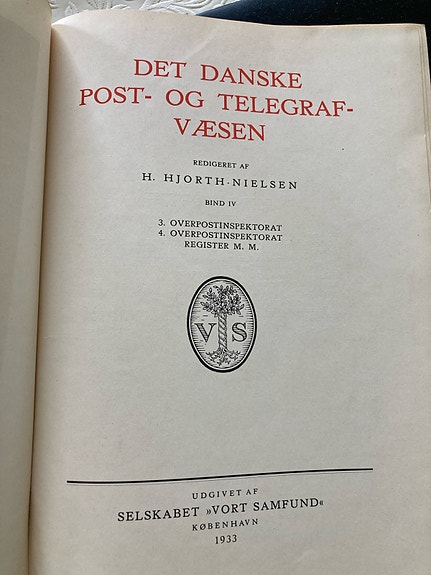 DET DANSKE
POST- OG TELEGRAF-
VÆSEN
REDIGERET AF
H. HJORTH-NIELSEN
BIND IV
3. OVERPOSTINSPEKTORAT
4. OVERPOSTINSPEKTORAT
REGISTER M. M.
V S
UDGIVET AF
SELSKABET »VORT SAMFUND«
KØBENHAVN
1933